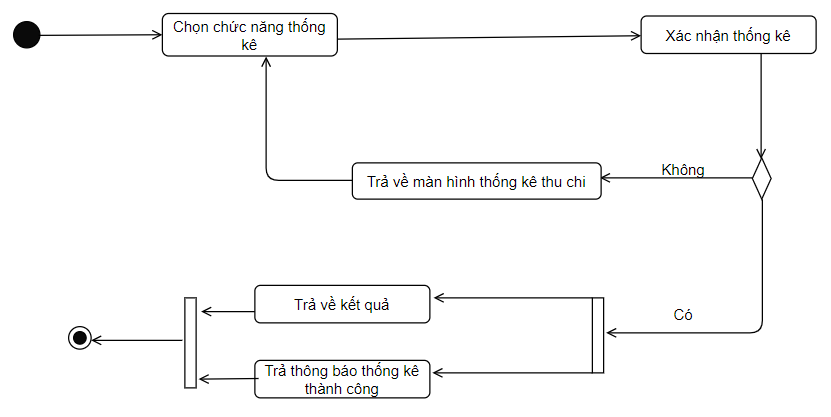 Chọn chức năng thống
kê
Xác nhận thống kê
Không
Trả về màn hình thống kê thu chi
Trả về kết quả
Có
Trả thông báo thống kê
thành công